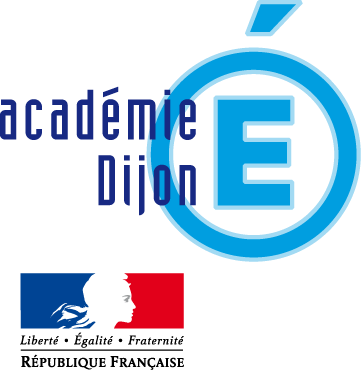 académie
Dijon
É
Liberté • Égalité • Fraternité
RÉPUBLIQUE FRANÇAISE